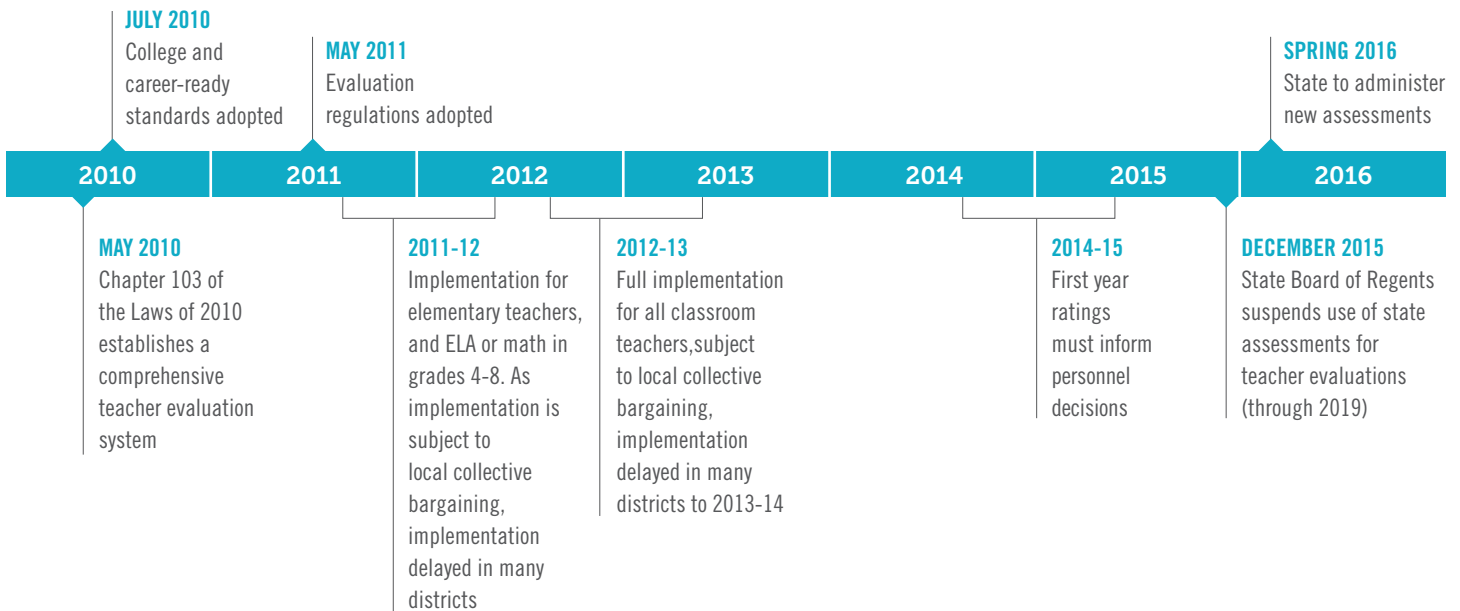 JULY 2010
College and
career-ready
standards adopted
MAY 2011
Evaluation
regulations adopted
SPRING 2016
State to administer
new assessments
2010
2011
2012
2013
2014
2015
2016
MAY 2010
Chapter 103 of
the Laws of 2010
establishes a
comprehensive
teacher evaluation
system
2011-12
Implementation for
elementary teachers,
and ELA or math in
grades 4-8. As
implementation is
subject to
local collective
bargaining,
implementation
delayed in many
districts
2012-13
Full implementation
for all classroom
teachers,subject
to local collective
bargaining,
implementation
delayed in many
districts to 2013-14
2014-15
First year
ratings
must inform
personnel
decisions
DECEMBER 2015
State Board of Regents
suspends use of state
assessments for
teacher evaluations
(through 2019)